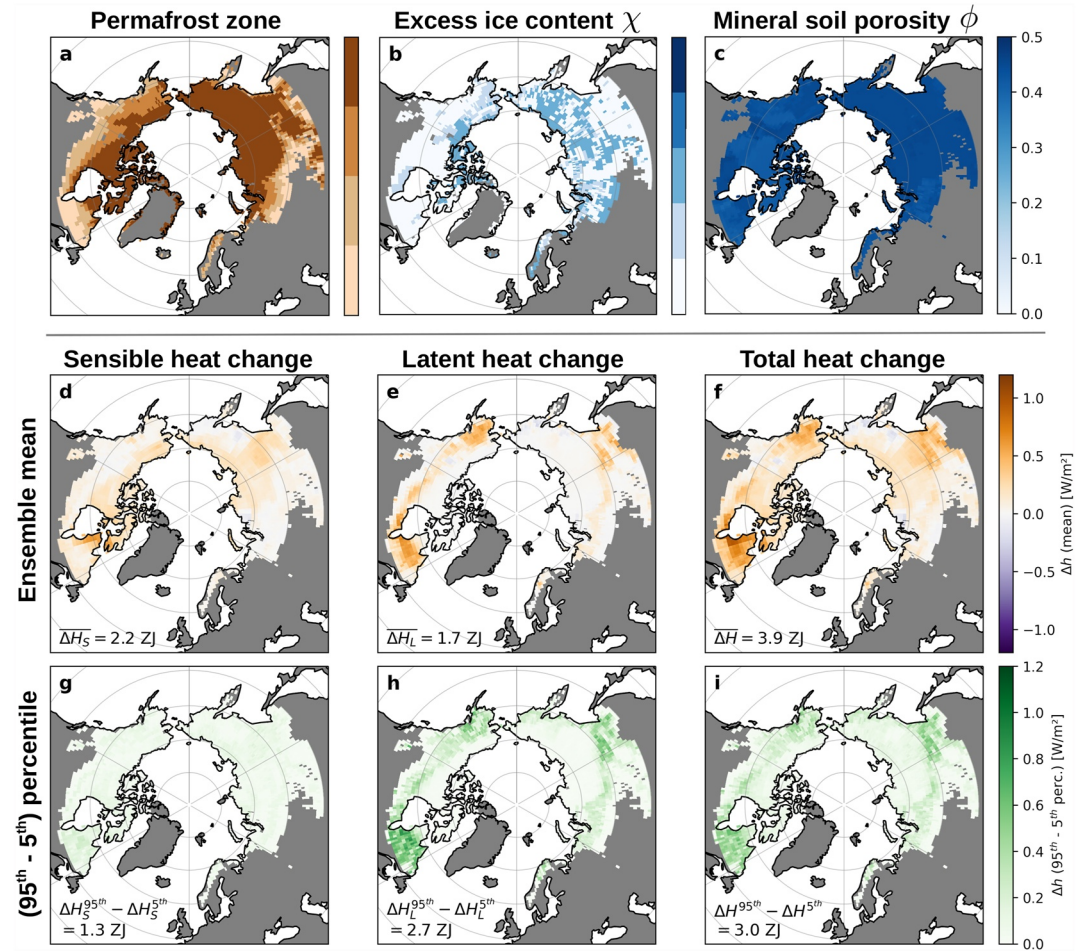 Permafrost zone
Excess ice content χ
Mineral soil porosity ϕ
a
b
c
0.5
0.4
0.3
0.2
0.1
0.0
Sensible heat change
Latent heat change
Total heat change
Ensemble mean
d
e
f
1.0
0.5
0.0
−0.5
−1.0
Δh (mean) [W/m²]
ΔH_S = 2.2 ZJ
ΔH_L = 1.7 ZJ
ΔH = 3.9 ZJ
(95th - 5th) percentile
g
h
i
1.2
1.0
0.8
0.6
0.4
0.2
0.0
Δh (95th - 5th perc.) [W/m²]
ΔH_S^95th − ΔH_S^5th
= 1.3 ZJ
ΔH_L^95th − ΔH_L^5th
= 2.7 ZJ
ΔH^95th − ΔH^5th
= 3.0 ZJ